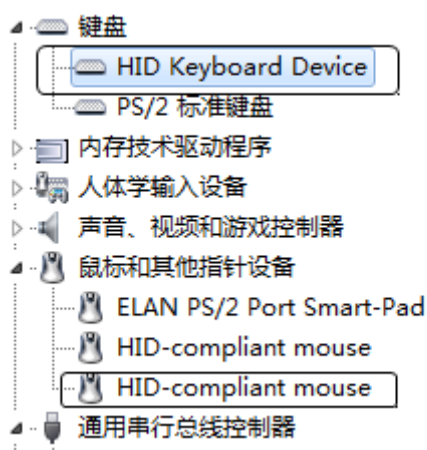 键盘
HID Keyboard Device
PS/2 标准键盘
内存技术驱动程序
人体学输入设备
声音、视频和游戏控制器
鼠标和其他指针设备
ELAN PS/2 Port Smart-Pad
HID-compliant mouse
HID-compliant mouse
通用串行总线控制器